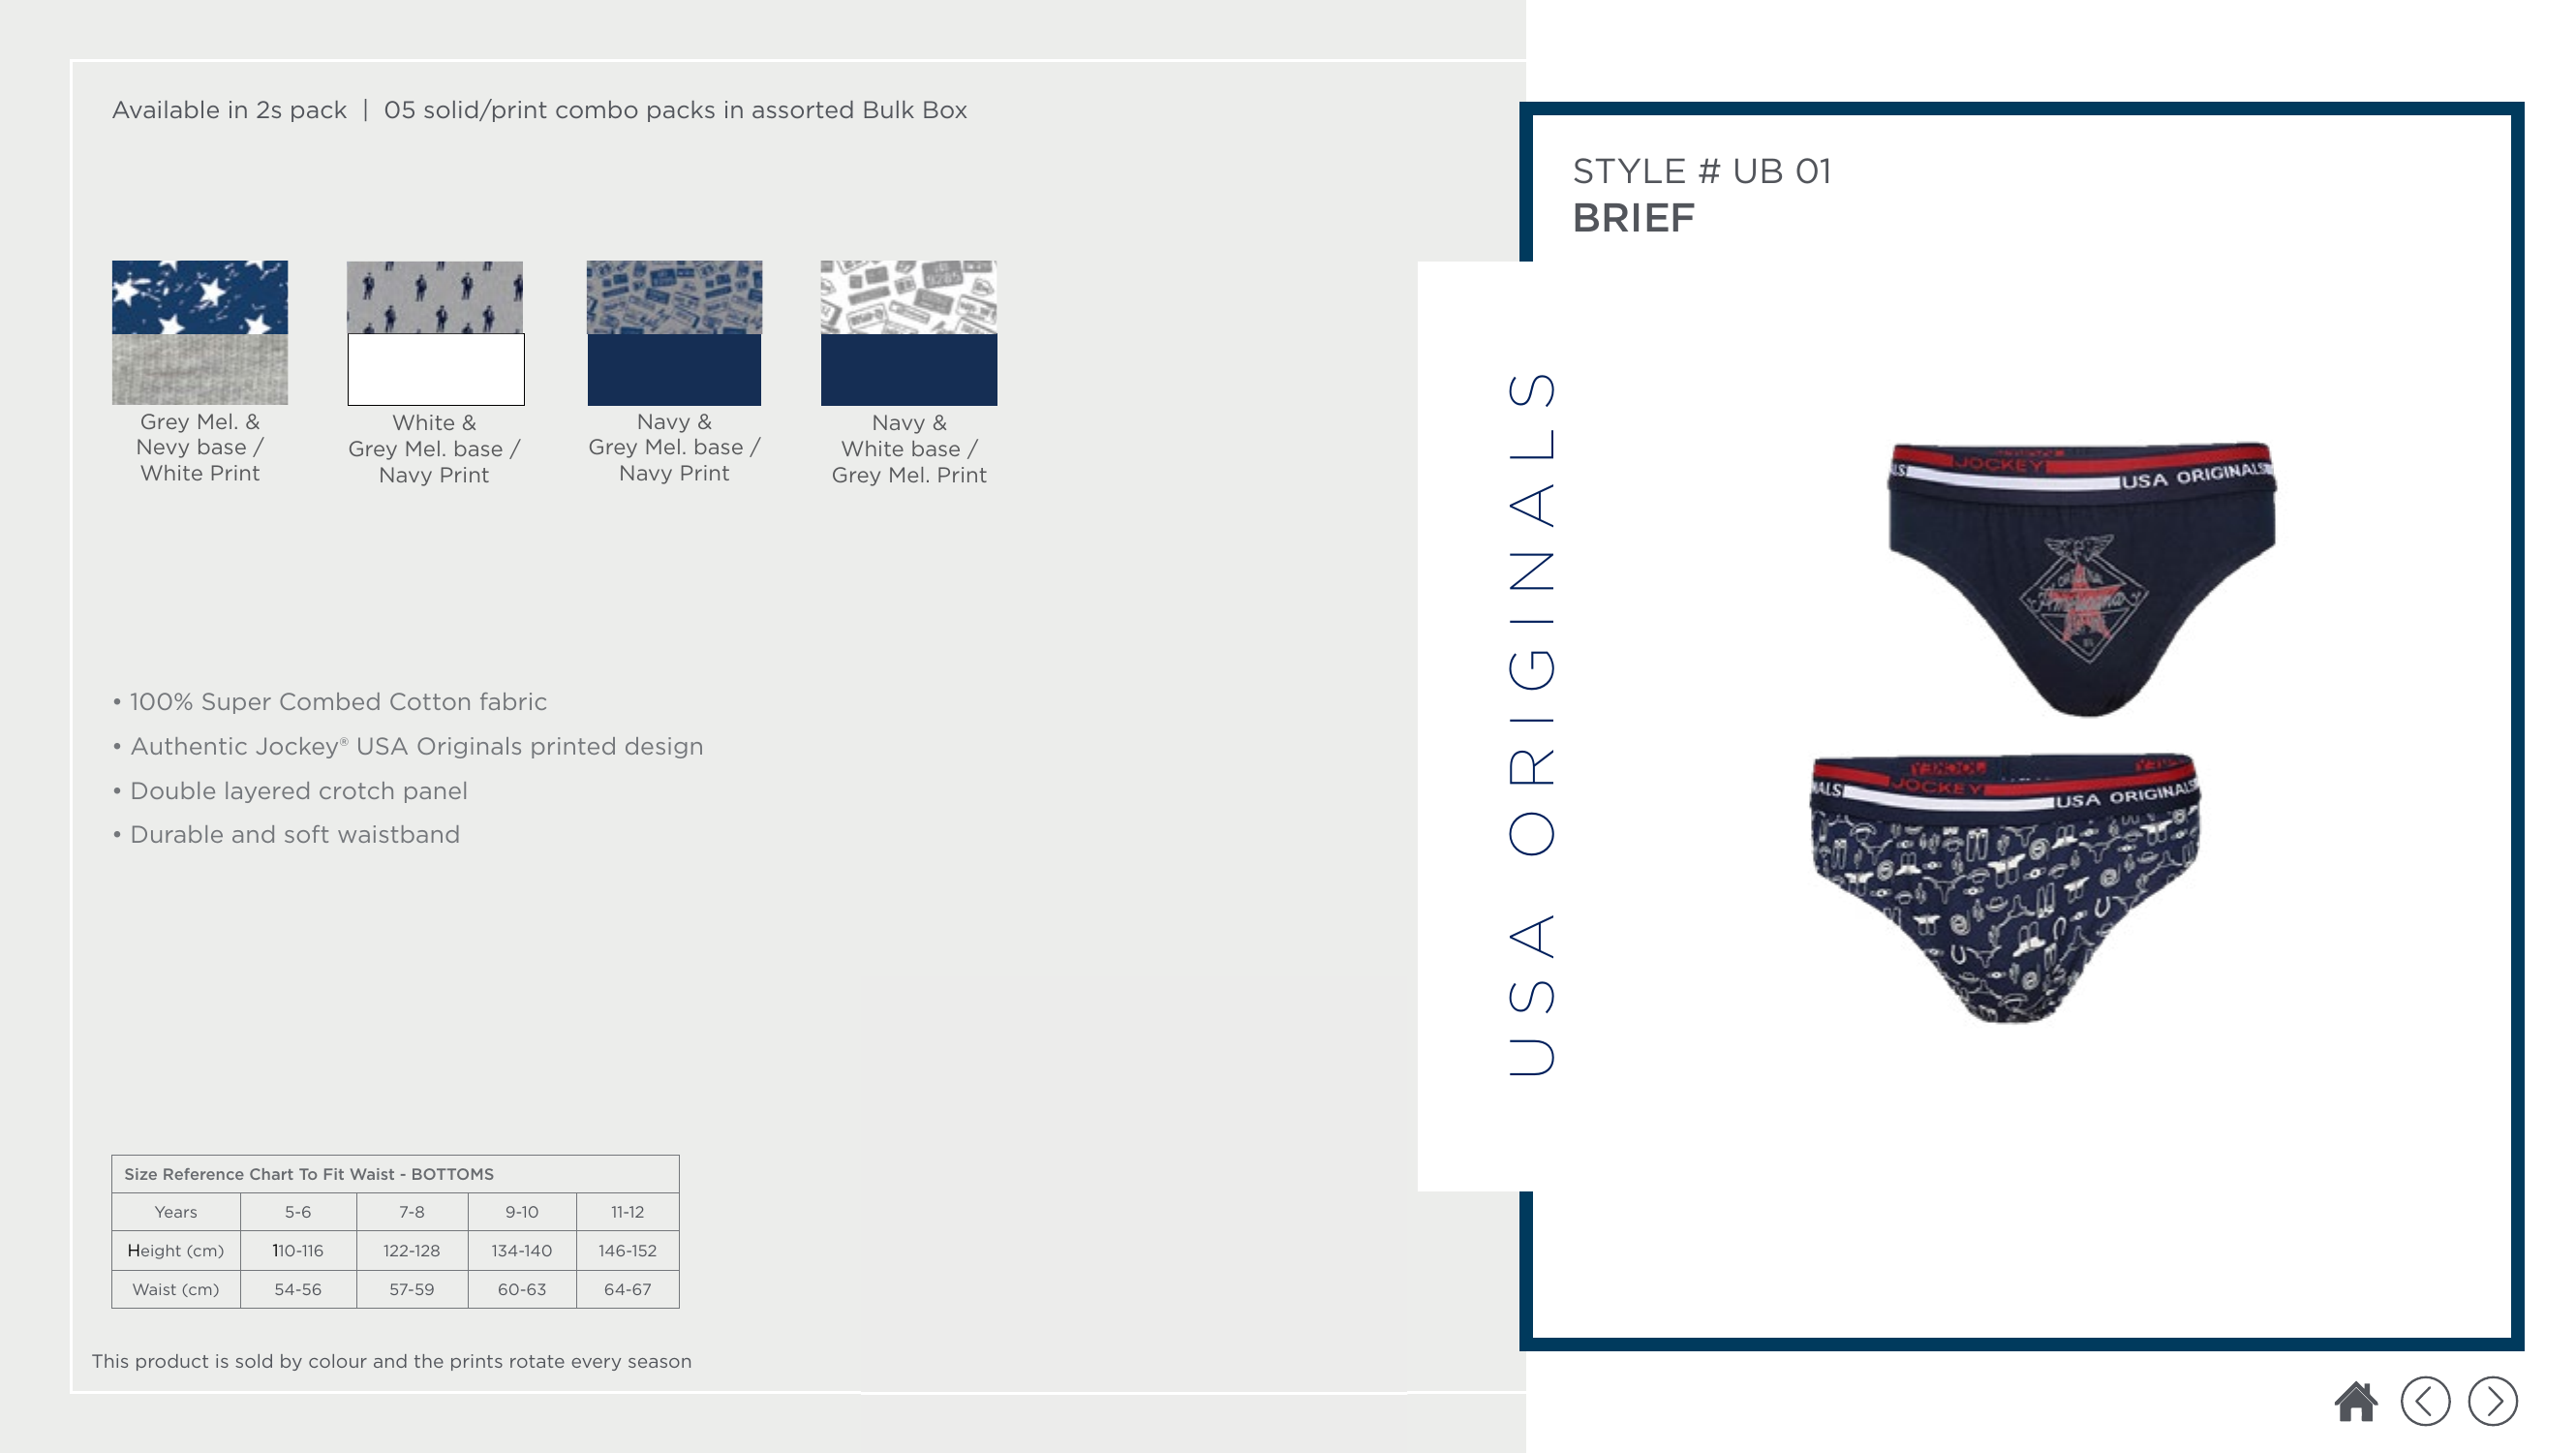 Available in 2s pack | 05 solid/print combo packs in assorted Bulk Box
Grey Mel. &
Nevy base /
White Print
White &
Grey Mel. base /
Navy Print
Navy &
Grey Mel. base /
Navy Print
Navy &
White base /
Grey Mel. Print
• 100% Super Combed Cotton fabric
• Authentic Jockey® USA Originals printed design
• Double layered crotch panel
• Durable and soft waistband
Size Reference Chart To Fit Waist - BOTTOMS
Years 5-6 7-8 9-10 11-12
Height (cm) 110-116 122-128 134-140 146-152
Waist (cm) 54-56 57-59 60-63 64-67
This product is sold by colour and the prints rotate every season
STYLE # UB 01
BRIEF
USA ORIGINALS
JOCKEY
LS USA ORIGINALS
ORIGINAL
Americana
JOCKEY
JOCKEY
NALS USA ORIGINALS